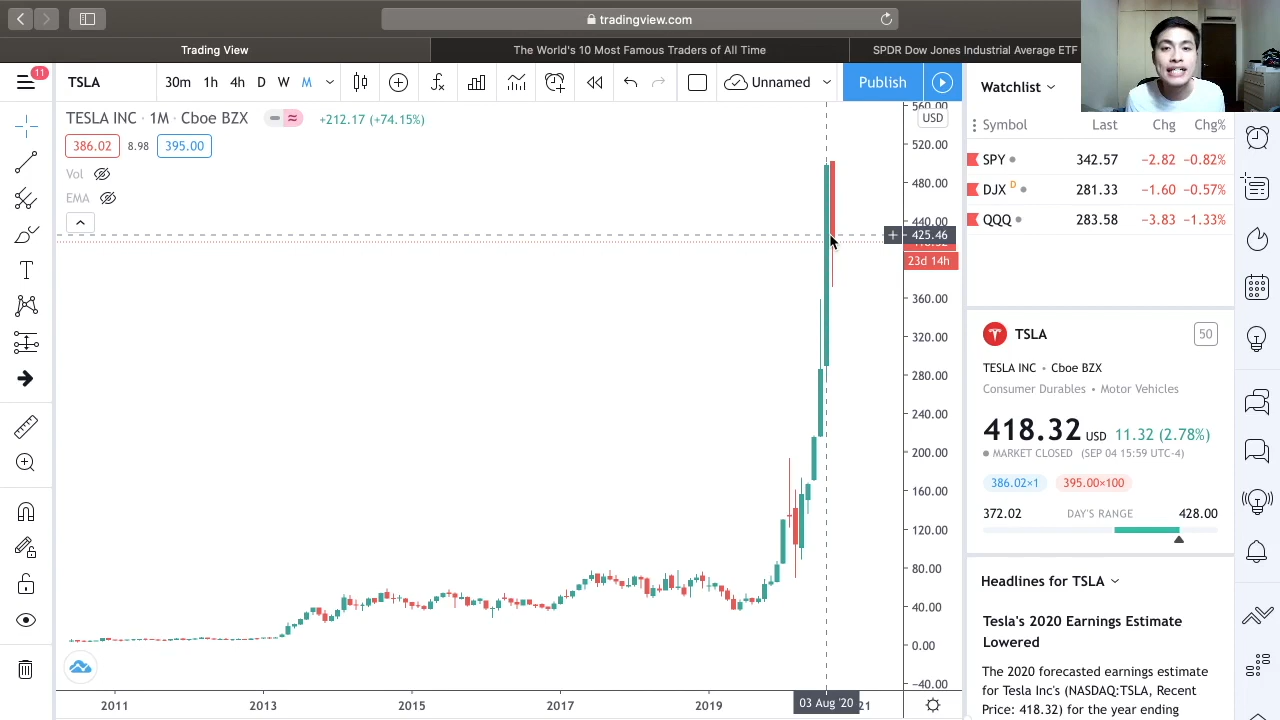 tradingview.com
Trading View
The World's 10 Most Famous Traders of All Time
SPDR Dow Jones Industrial Average ETF
11
TSLA
30m 1h 4h D W M
Unnamed
Publish
Watchlist
TESLA INC · 1M · Cboe BZX
+212.17 (+74.15%)
386.02 8.98 395.00
Vol
EMA
560.00
USD
520.00
480.00
440.00
425.46
23d 14h
360.00
320.00
280.00
240.00
200.00
160.00
120.00
80.00
40.00
0.00
−40.00
2011 2013 2015 2017 2019 03 Aug '20 21
Symbol Last Chg Chg%
SPY 342.57 −2.82 −0.82%
DJX D 281.33 −1.60 −0.57%
QQQ 283.58 −3.83 −1.33%
TSLA 50
TESLA INC • Cboe BZX
Consumer Durables • Motor Vehicles
418.32 USD 11.32 (2.78%)
MARKET CLOSED (SEP 04 15:59 UTC-4)
386.02×1 395.00×100
372.02 DAY'S RANGE 428.00
Headlines for TSLA
Tesla's 2020 Earnings Estimate
Lowered
The 2020 forecasted earnings estimate
for Tesla Inc's (NASDAQ:TSLA, Recent
Price: 418.32) for the year ending